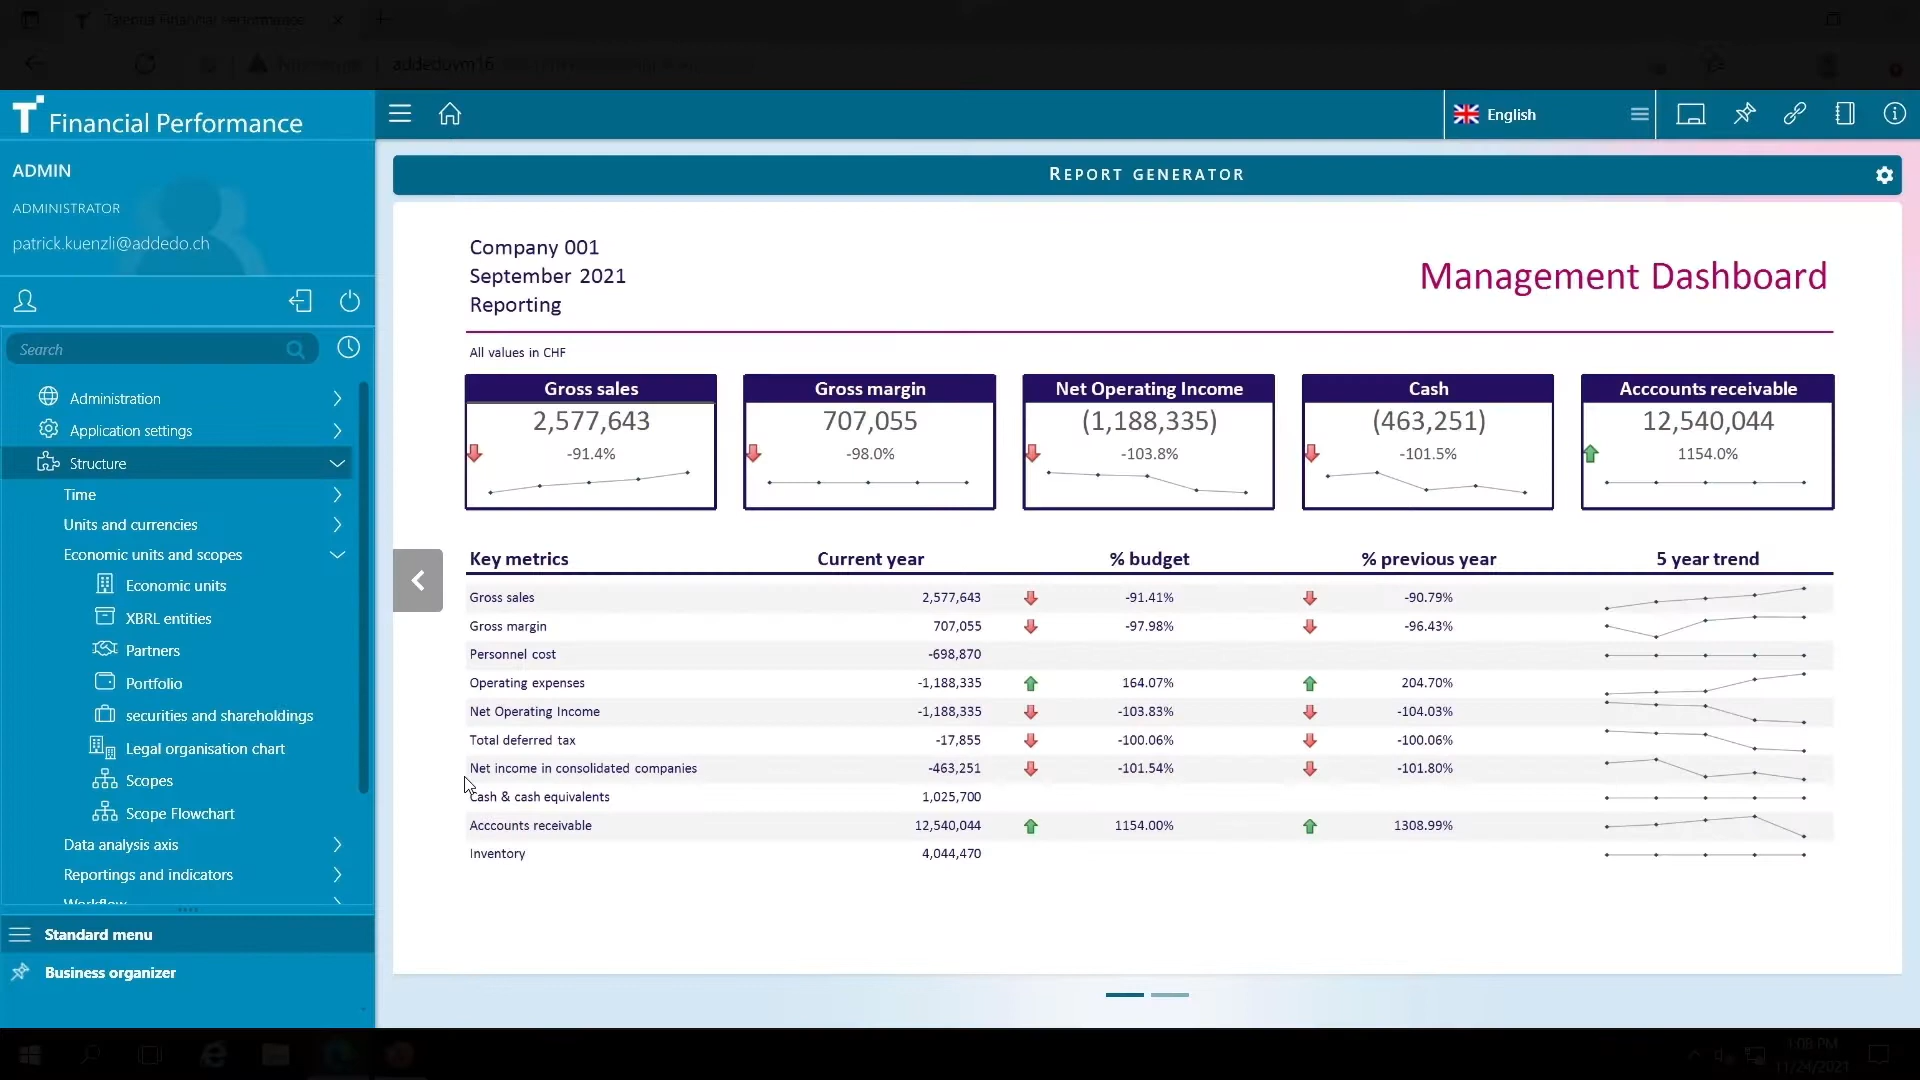 addedovm16
T Financial Performance
ADMIN
ADMINISTRATOR
patrick.kuenzli@addedo.ch
Search
Administration
Application settings
Structure
Time
Units and currencies
Economic units and scopes
Economic units
XBRL entities
Partners
Portfolio
securities and shareholdings
Legal organisation chart
Scopes
Scope Flowchart
Data analysis axis
Reportings and indicators
Workflow
Standard menu
Business organizer
English
REPORT GENERATOR
Company 001
September 2021
Reporting
Management Dashboard
All values in CHF
Gross sales
2,577,643
-91.4%
Gross margin
707,055
-98.0%
Net Operating Income
(1,188,335)
-103.8%
Cash
(463,251)
-101.5%
Acccounts receivable
12,540,044
1154.0%
Key metrics Current year % budget % previous year 5 year trend
Gross sales 2,577,643 -91.41% -90.79%
Gross margin 707,055 -97.98% -96.43%
Personnel cost -698,870
Operating expenses -1,188,335 164.07% 204.70%
Net Operating Income -1,188,335 -103.83% -104.03%
Total deferred tax -17,855 -100.06% -100.06%
Net income in consolidated companies -463,251 -101.54% -101.80%
Cash & cash equivalents 1,025,700
Acccounts receivable 12,540,044 1154.00% 1308.99%
Inventory 4,044,470
1:08 PM
11/24/2021